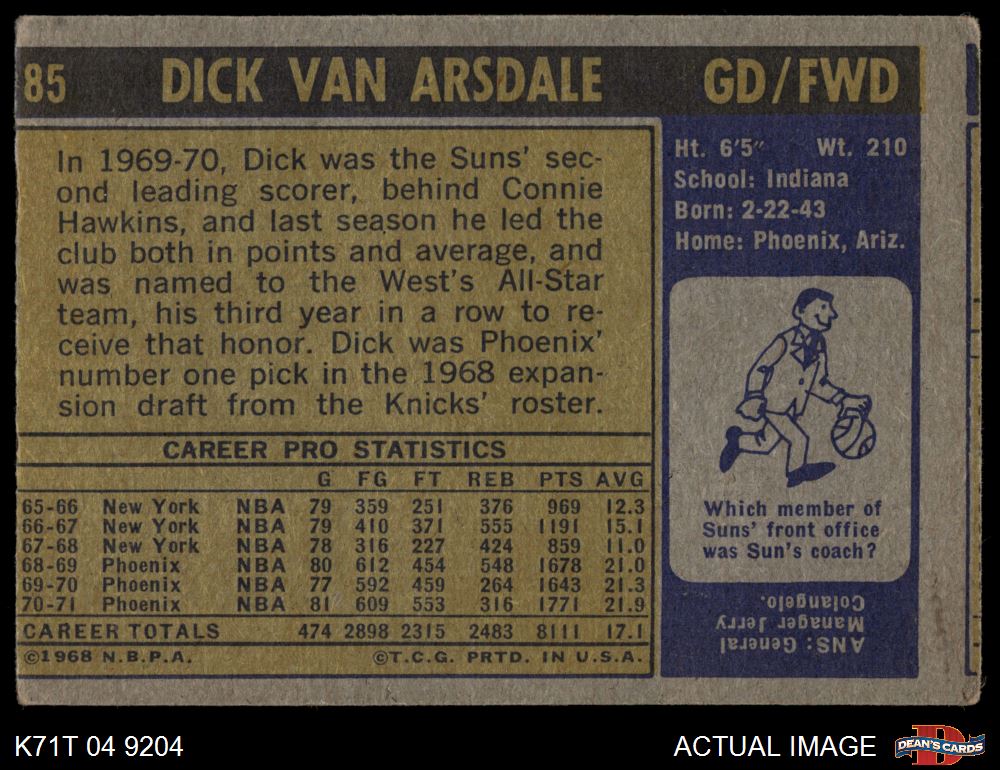 85 DICK VAN ARSDALE GD/FWD
In 1969-70, Dick was the Suns' sec-
ond leading scorer, behind Connie
Hawkins, and last season he led the
club both in points and average, and
was named to the West's All-Star
team, his third year in a row to re-
ceive that honor. Dick was Phoenix'
number one pick in the 1968 expan-
sion draft from the Knicks' roster.
CAREER PRO STATISTICS
G FG FT REB PTS AVG
65-66 New York NBA 79 359 251 376 969 12.3
66-67 New York NBA 79 410 371 555 1191 15.1
67-68 New York NBA 78 316 227 424 859 11.0
68-69 Phoenix NBA 80 612 454 548 1678 21.0
69-70 Phoenix NBA 77 592 459 264 1643 21.3
70-71 Phoenix NBA 81 609 553 316 1771 21.9
CAREER TOTALS 474 2898 2315 2483 8111 17.1
©1968 N.B.P.A. ©T.C.G. PRTD. IN U.S.A.
Ht. 6'5" Wt. 210
School: Indiana
Born: 2-22-43
Home: Phoenix, Ariz.
Which member of
Suns' front office
was Sun's coach?
ANS: General
Manager Jerry
Colangelo.
K71T 04 9204
ACTUAL IMAGE
D
DEAN'S CARDS